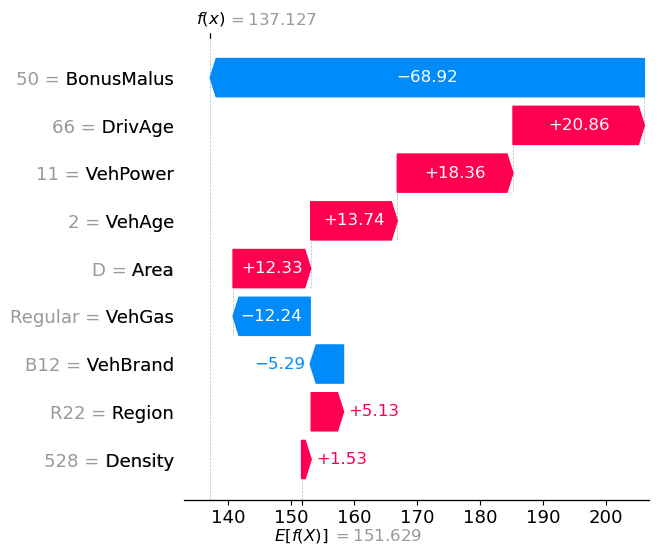 f(x) = 137.127
50 = BonusMalus
−68.92
66 = DrivAge
+20.86
11 = VehPower
+18.36
2 = VehAge
+13.74
D = Area
+12.33
Regular = VehGas
−12.24
B12 = VehBrand
−5.29
R22 = Region
+5.13
528 = Density
+1.53
140 150 160 170 180 190 200
E[f(X)] = 151.629